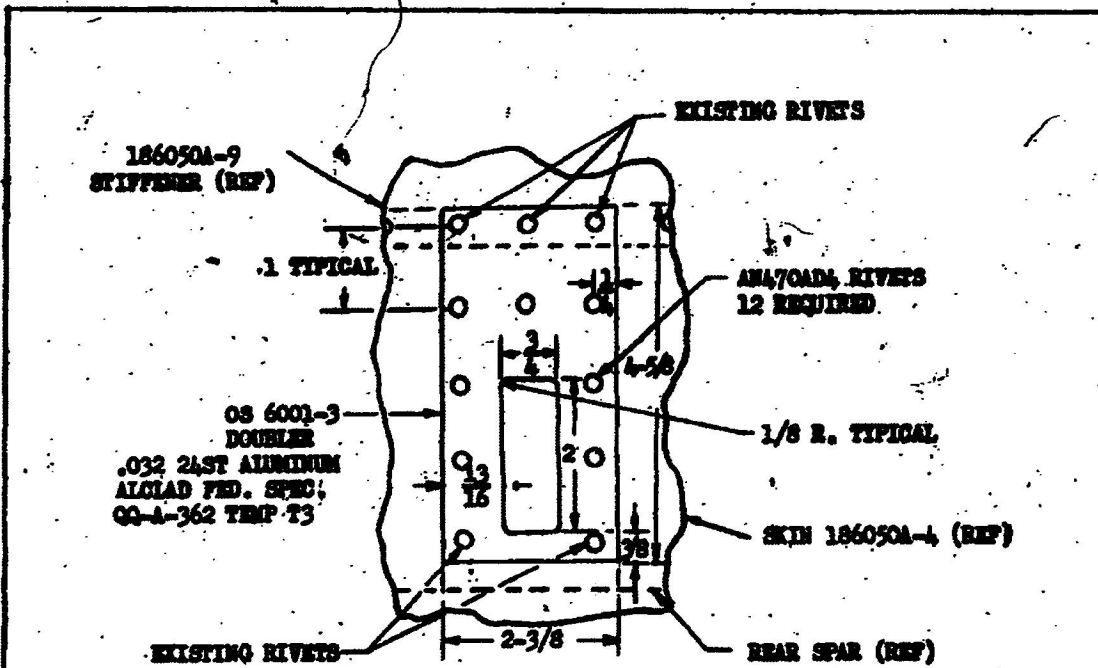 EXISTING RIVETS
186050A-9
STIFFENER (REF)
.1 TYPICAL
1/4
AN470AD4 RIVETS
12 REQUIRED
3/4
4-5/8
OS 6001-3
DOUBLER
.032 24ST ALUMINUM
ALCLAD FED. SPEC.
QQ-A-362 TEMP T3
1/8 R. TYPICAL
2
13/16
SKIN 186050A-4 (REF)
3/8
EXISTING RIVETS
2-3/8
REAR SPAR (REF)